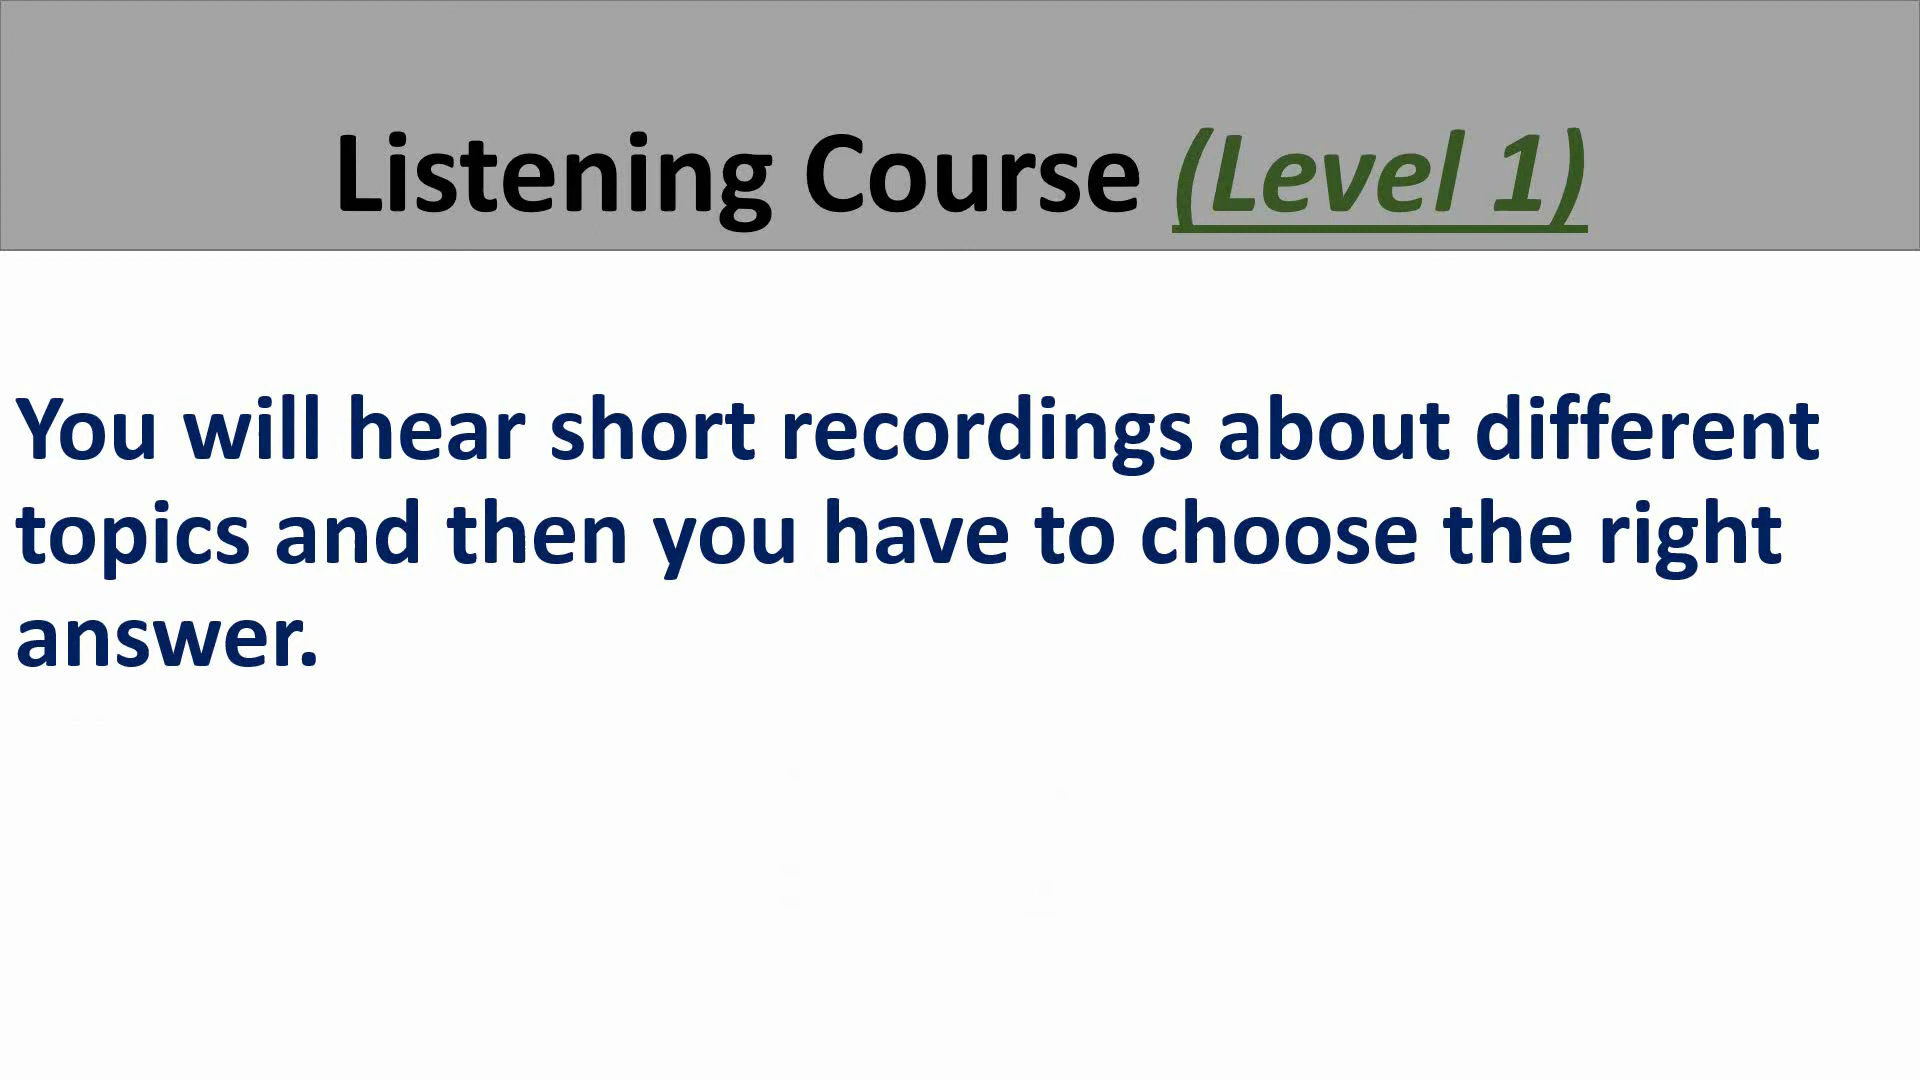 Listening Course (Level 1)
You will hear short recordings about different
topics and then you have to choose the right
answer.